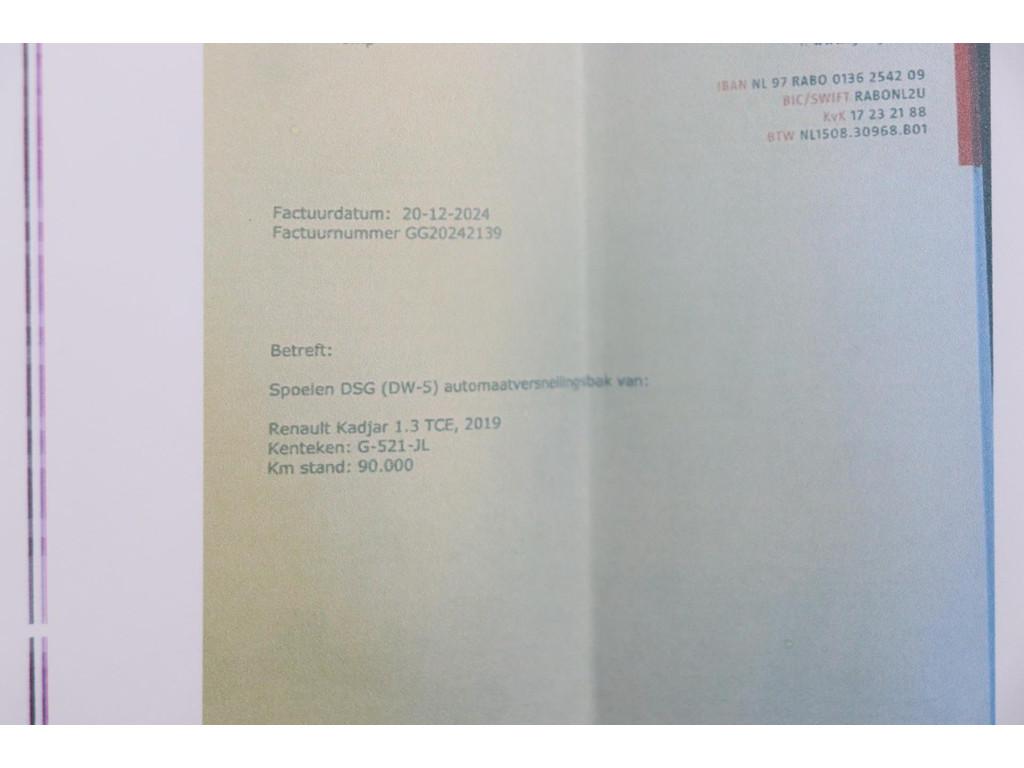 IBAN NL 97 RABO 0136 2542 09
BIC/SWIFT RABONL2U
KvK 17 23 21 88
BTW NL1508.30968.B01
Factuurdatum: 20-12-2024
Factuurnummer GG20242139
Betreft:
Spoelen DSG (DW-5) automaatversnellingsbak van:
Renault Kadjar 1.3 TCE, 2019
Kenteken: G-521-JL
Km stand: 90.000